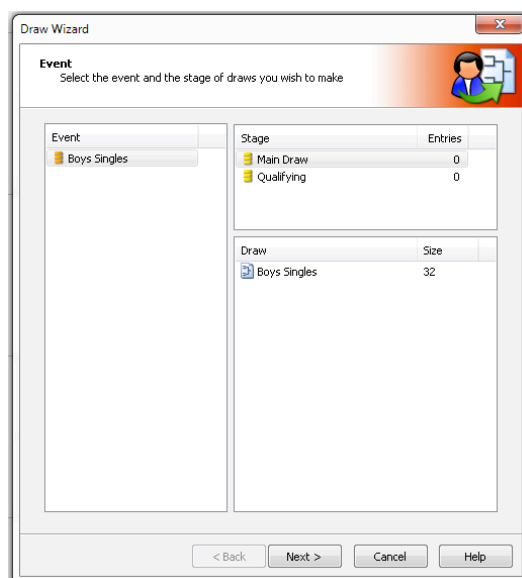 Draw Wizard
Event
Select the event and the stage of draws you wish to make
Event
Boys Singles
Stage Entries
Main Draw 0
Qualifying 0
Draw Size
Boys Singles 32
< Back Next > Cancel Help